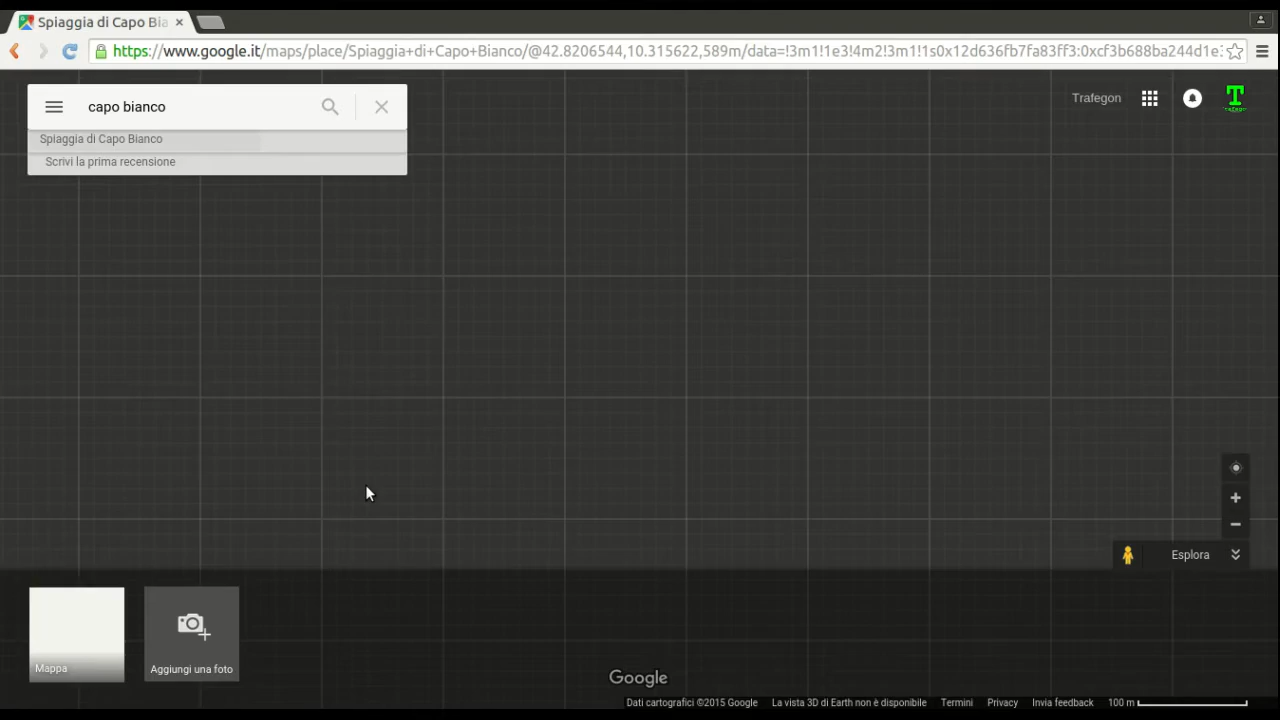 Spiaggia di Capo Bia
https://www.google.it/maps/place/Spiaggia+di+Capo+Bianco/@42.8206544,10.315622,589m/data=!3m1!1e3!4m2!3m1!1s0x12d636fb7fa83ff3:0xcf3b688ba244d1e
capo bianco
Trafegon
Spiaggia di Capo Bianco
Scrivi la prima recensione
Esplora
Mappa
Aggiungi una foto
Google
Dati cartografici ©2015 Google La vista 3D di Earth non è disponibile Termini Privacy Invia feedback 100 m